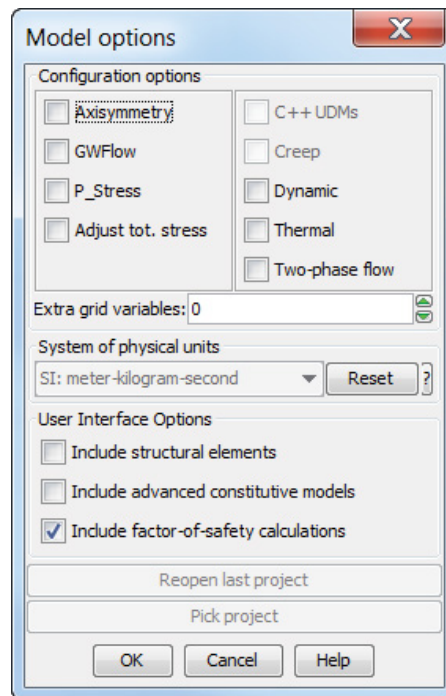 Model options
Configuration options
Axisymmetry
C++ UDMs
GWFlow
Creep
P_Stress
Dynamic
Adjust tot. stress
Thermal
Two-phase flow
Extra grid variables: 0
System of physical units
SI: meter-kilogram-second
Reset
?
User Interface Options
Include structural elements
Include advanced constitutive models
Include factor-of-safety calculations
Reopen last project
Pick project
OK
Cancel
Help